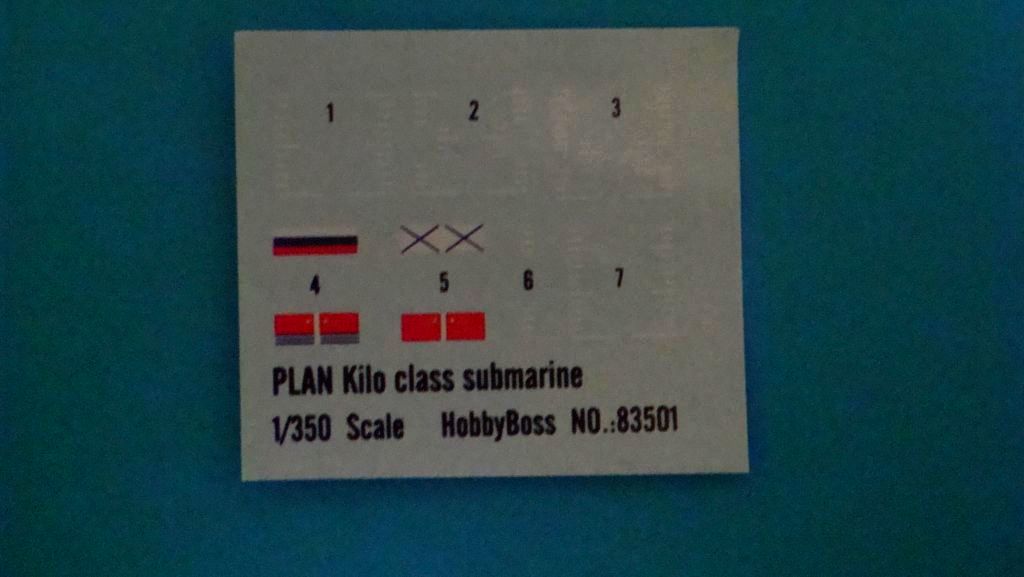 1 2 3
4 5 6 7
PLAN Kilo class submarine
1/350 Scale HobbyBoss NO.:83501